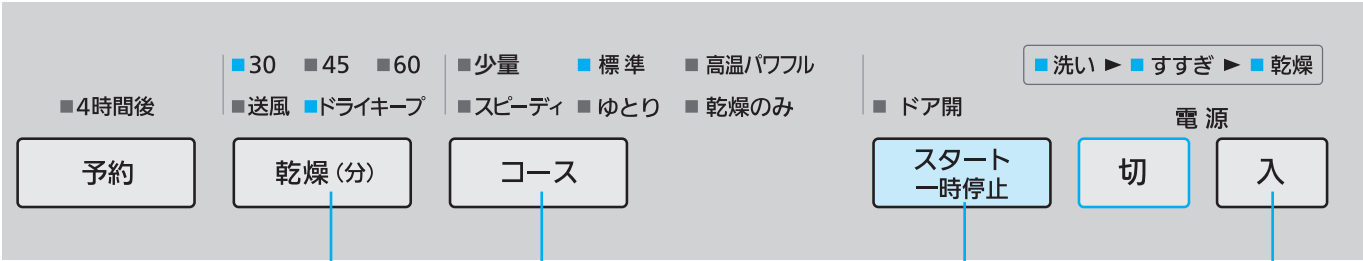 ■30 ■45 ■60 ■少量 ■標準 ■高温パワフル ■洗い ► ■すすぎ ► ■乾燥
■4時間後 ■送風 ■ドライキープ ■スピーディ ■ゆとり ■乾燥のみ ■ドア開
電源
予約 乾燥（分） コース スタート 切 入
一時停止